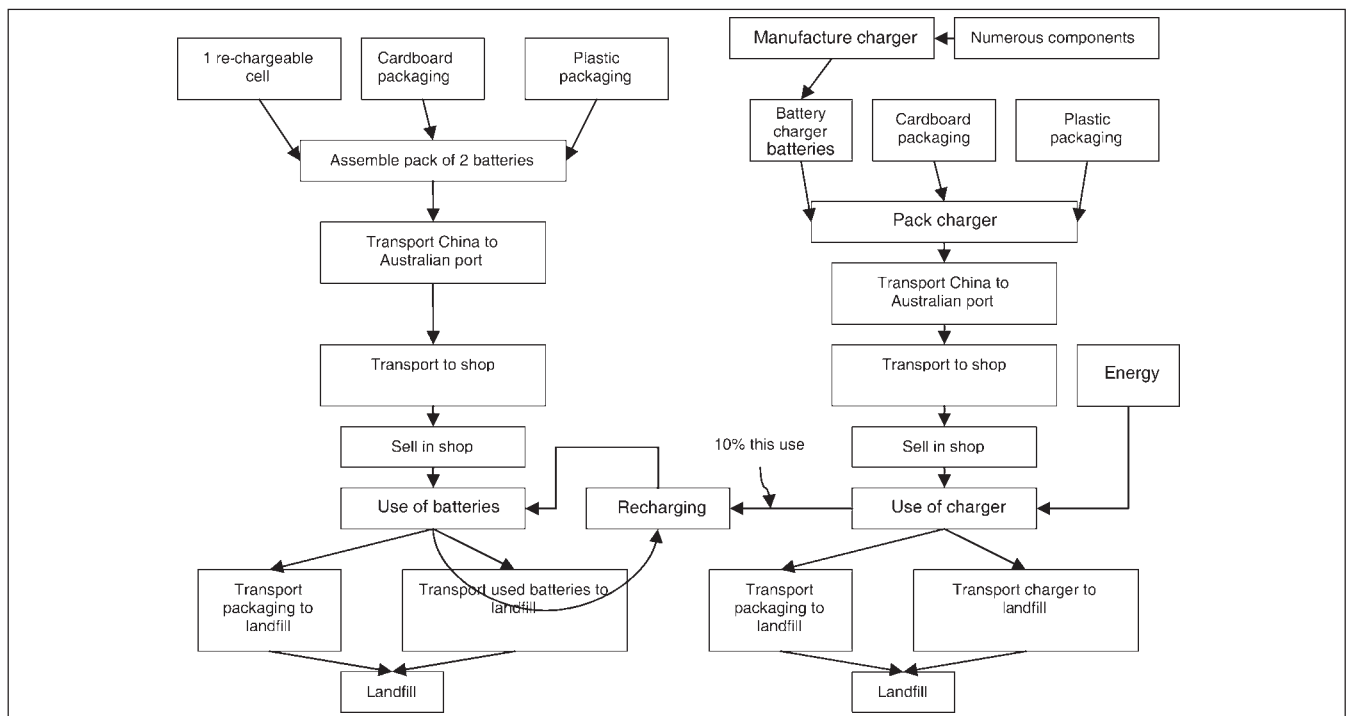 1 re-chargeable
cell
Cardboard
packaging
Plastic
packaging
Assemble pack of 2 batteries
Transport China to
Australian port
Transport to shop
Sell in shop
Use of batteries
Transport
packaging to
landfill
Transport used batteries to
landfill
Landfill
Recharging
10% this use
Manufacture charger
Numerous components
Battery
charger
batteries
Cardboard
packaging
Plastic
packaging
Pack charger
Transport China to
Australian port
Transport to shop
Energy
Sell in shop
Use of charger
Transport
packaging to
landfill
Transport charger to
landfill
Landfill